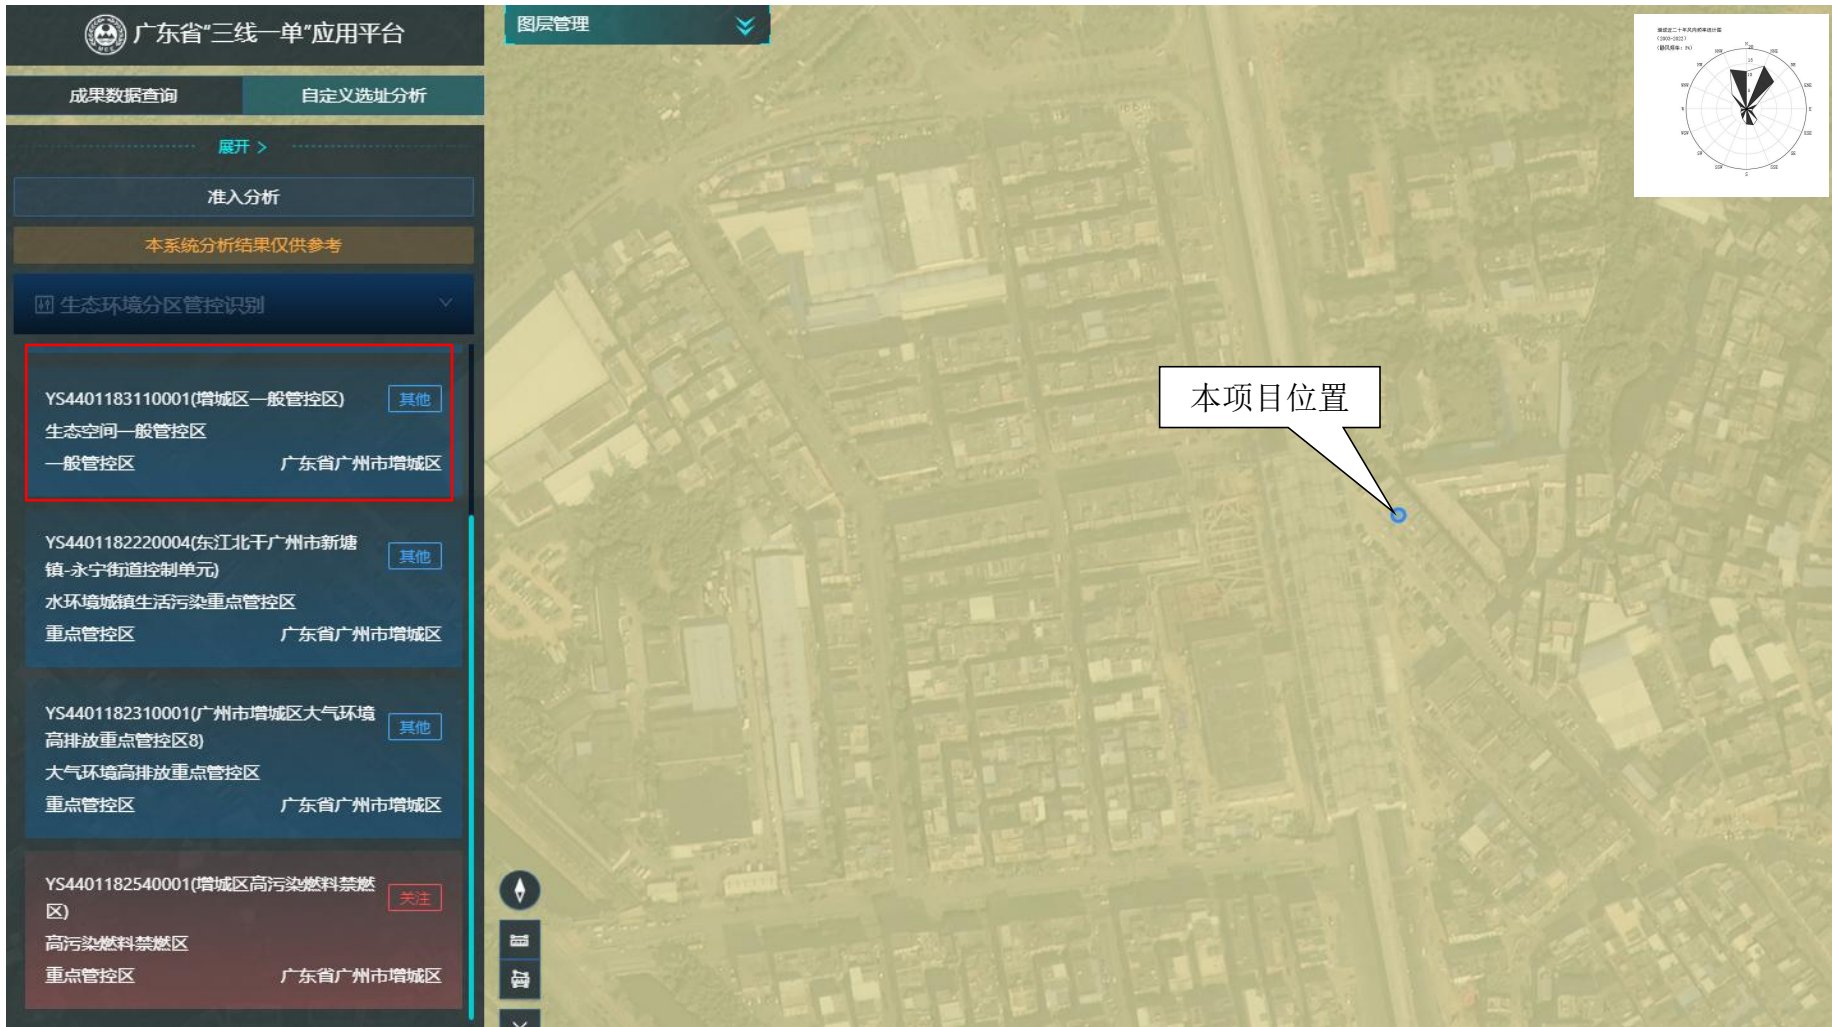 广东省"三线一单"应用平台
成果数据查询
自定义选址分析
展开 >
准入分析
本系统分析结果仅供参考
生态环境分区管控识别
YS4401183110001(增城区一般管控区)
其他
生态空间一般管控区
一般管控区
广东省广州市增城区
YS4401182220004(东江北干广州市新塘
镇-永宁街道控制单元)
其他
水环境城镇生活污染重点管控区
重点管控区
广东省广州市增城区
YS4401182310001(广州市增城区大气环境
高排放重点管控区8)
其他
大气环境高排放重点管控区
重点管控区
广东省广州市增城区
YS4401182540001(增城区高污染燃料禁燃
区)
关注
高污染燃料禁燃区
重点管控区
广东省广州市增城区
图层管理
本项目位置
(2003-2022)